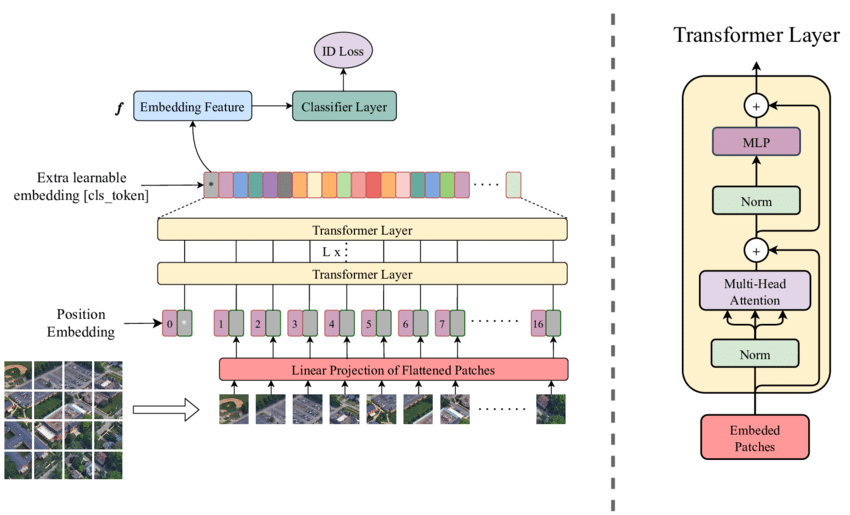 ID Loss
f
Embedding Feature
Classifier Layer
Extra learnable
embedding [cls_token]
*
Transformer Layer
L x
Transformer Layer
Position
Embedding
0 * 1 2 3 4 5 6 7 16
Linear Projection of Flattened Patches
Transformer Layer
+
MLP
Norm
+
Multi-Head
Attention
Norm
Embeded
Patches